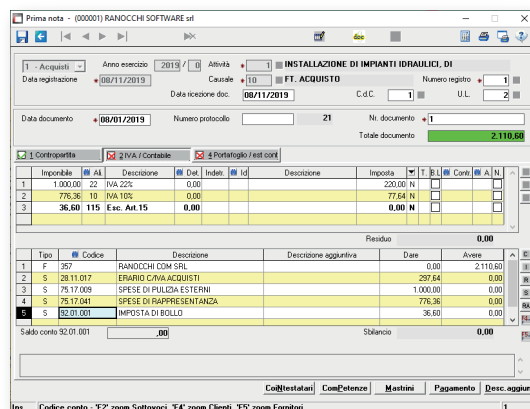 Prima nota - (000001) RANOCCHI SOFTWARE srl
doc
1 - Acquisti Anno esercizio 2019 / 0 Attività * 1 INSTALLAZIONE DI IMPIANTI IDRAULICI, DI
Data registrazione * 08/11/2019 Causale * 10 FT. ACQUISTO Numero registro * 1
Data ricezione doc. 08/11/2019 C.d.C. 1 U.L. 2
Data documento * 08/01/2019 Numero protocollo 21 Nr. documento * 1
Totale documento 2.110,60
1 Contropartita 2 IVA / Contabile 4 Portafoglio / est cont
Imponibile Ali. Descrizione Det. Indetr. Id Descrizione Imposta T. B.I. Contr. A. N.
1 1.000,00 22 IVA 22% 0,00 220,00 N
2 776,36 10 IVA 10% 0,00 77,64 N
3 36,60 115 Esc. Art.15 0,00 0,00 N
Residuo 0,00
Tipo Codice Descrizione Descrizione aggiuntiva Dare Avere
1 F 357 RANOCCHI COM SRL 0,00 2.110,60
2 S 28.11.017 ERARIO C/IVA ACQUISTI 297,64 0,00
3 S 75.17.009 SPESE DI PULIZIA ESTERNI 1.000,00 0,00
4 S 75.17.041 SPESE DI RAPPRESENTANZA 776,36 0,00
5 S 92.01.001 IMPOSTA DI BOLLO 36,60 0,00
C
I
R
S
RA
Saldo conto 92.01.001 ,00 Sbilancio 0,00
CoiNtestatari ComPetenze Mastrini Pagamento Desc.aggiun
Ins Codice conto - 'F2' zoom Sottovoci, 'F4' zoom Clienti, 'F5' zoom Fornitori 1